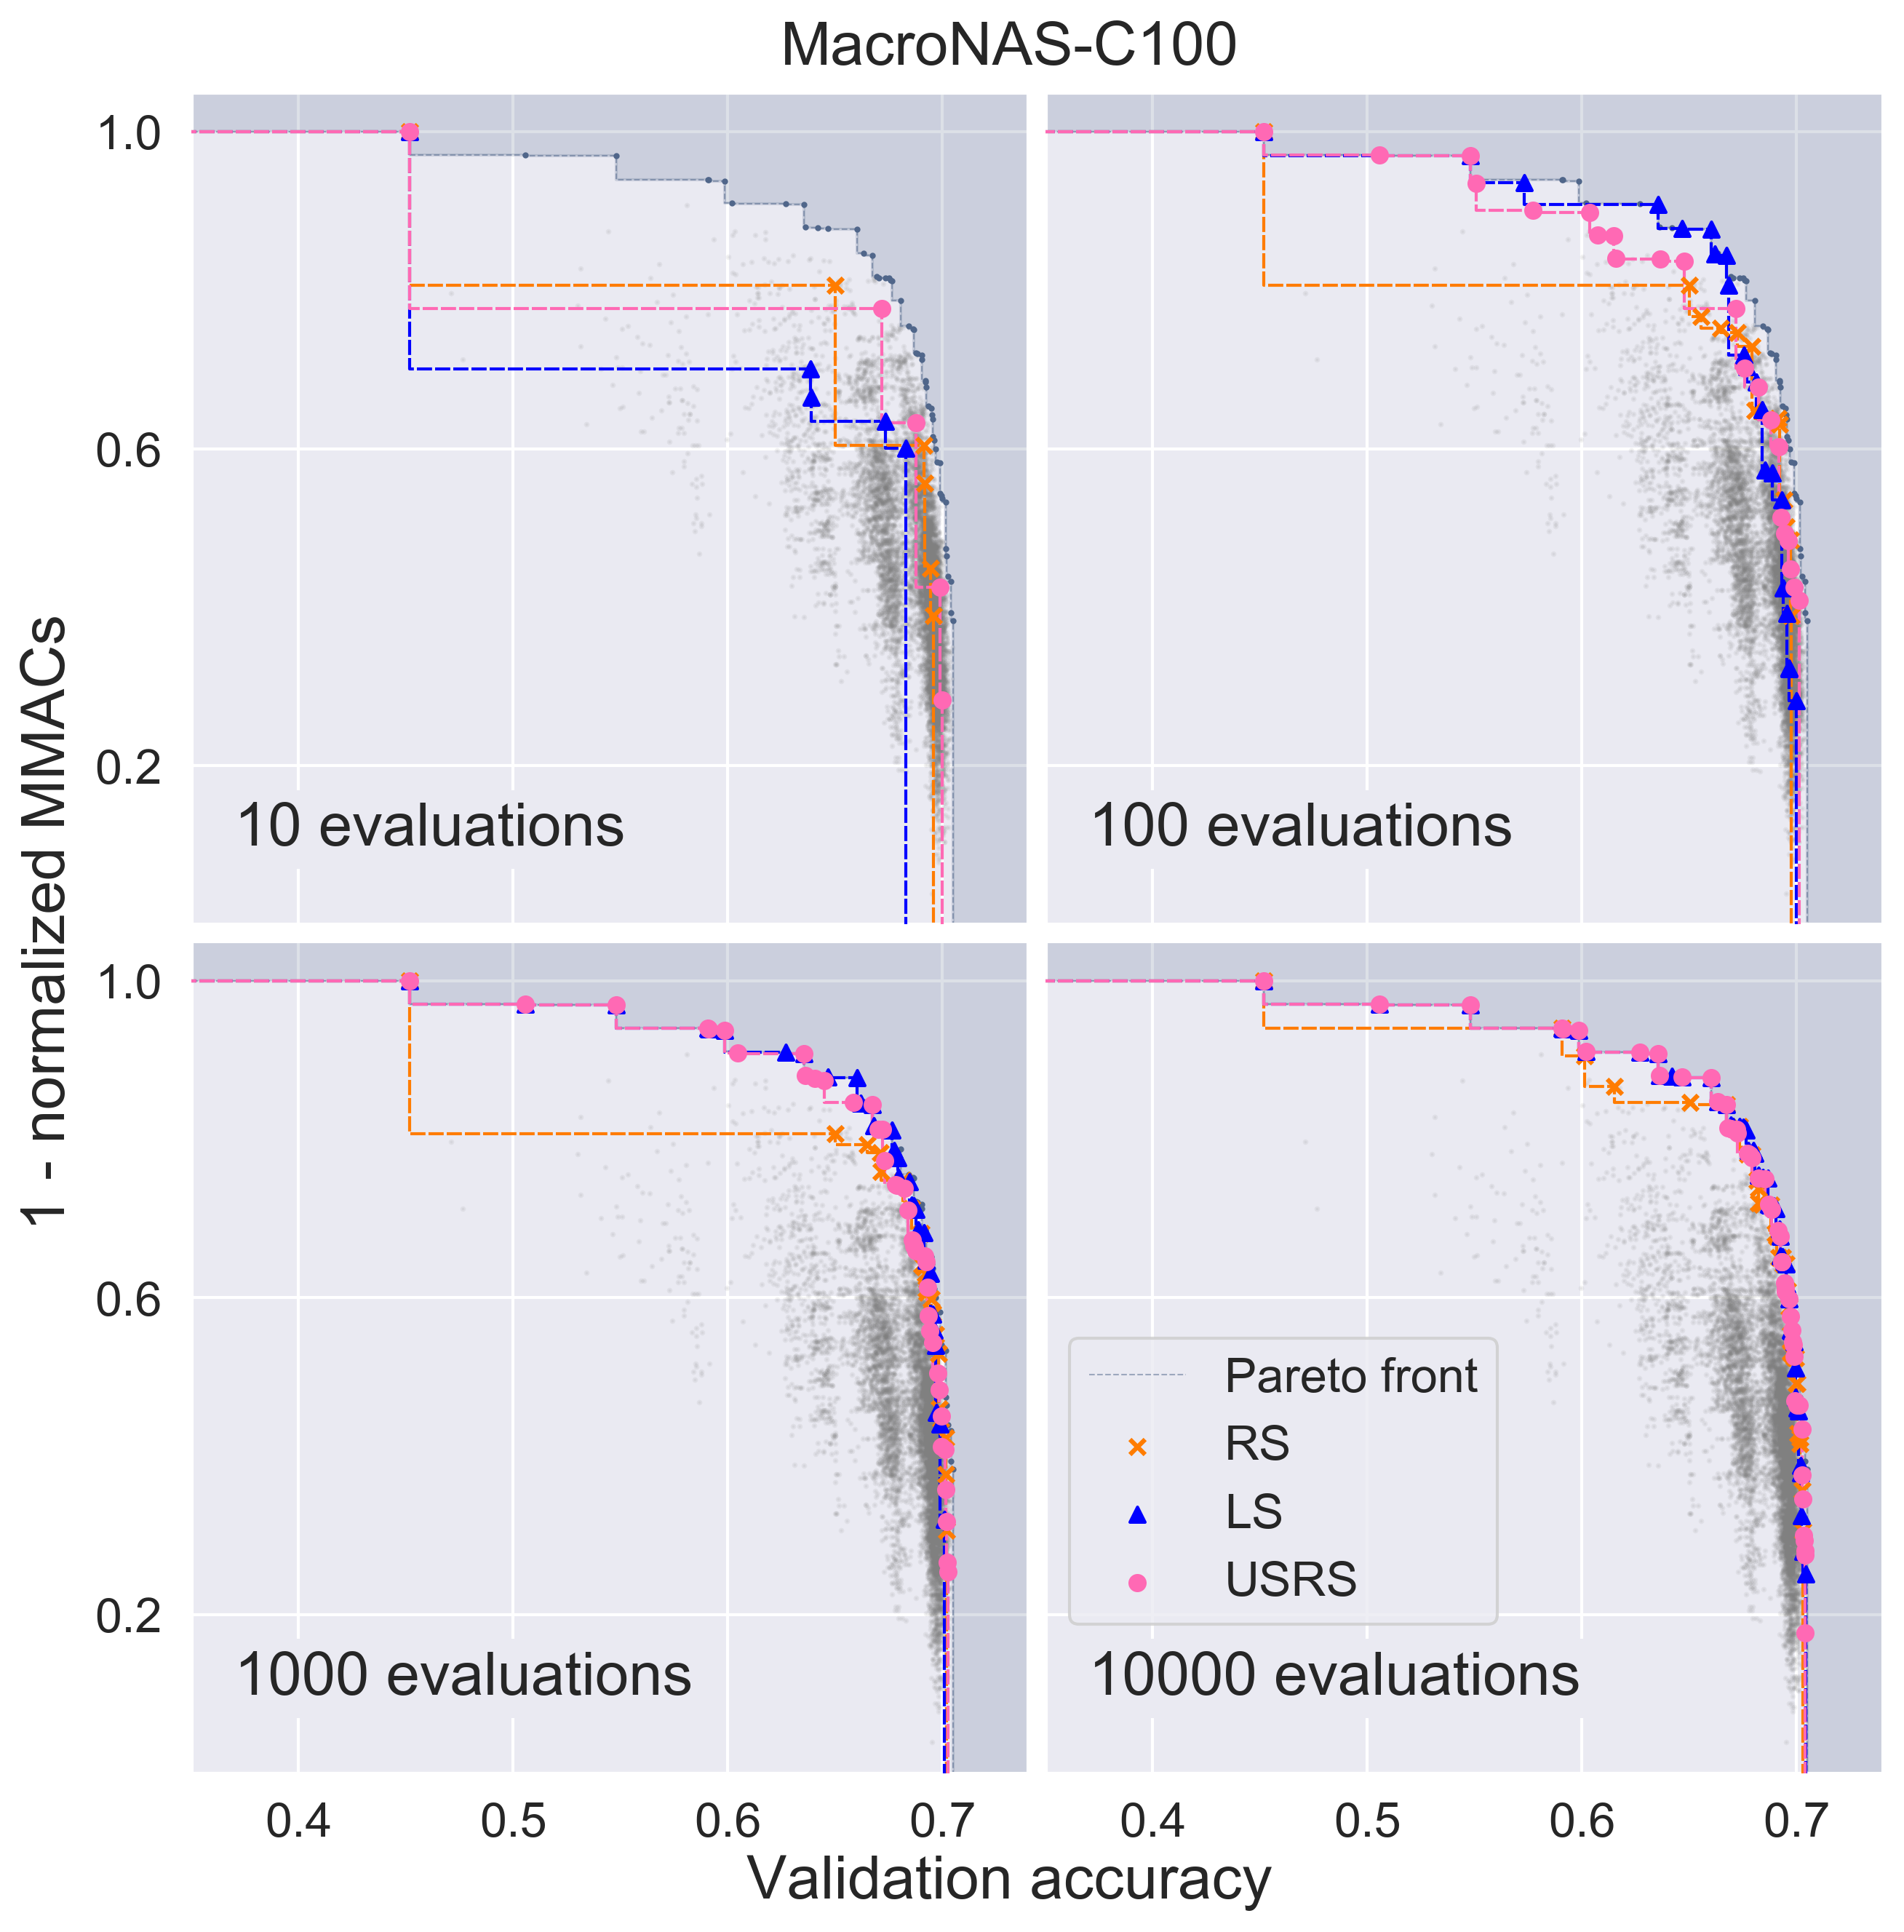 MacroNAS-C100
1 - normalized MMACs
1.0
0.6
0.2
10 evaluations
100 evaluations
1.0
0.6
0.2
1000 evaluations
Pareto front
RS
LS
USRS
10000 evaluations
0.4 0.5 0.6 0.7
0.4 0.5 0.6 0.7
Validation accuracy